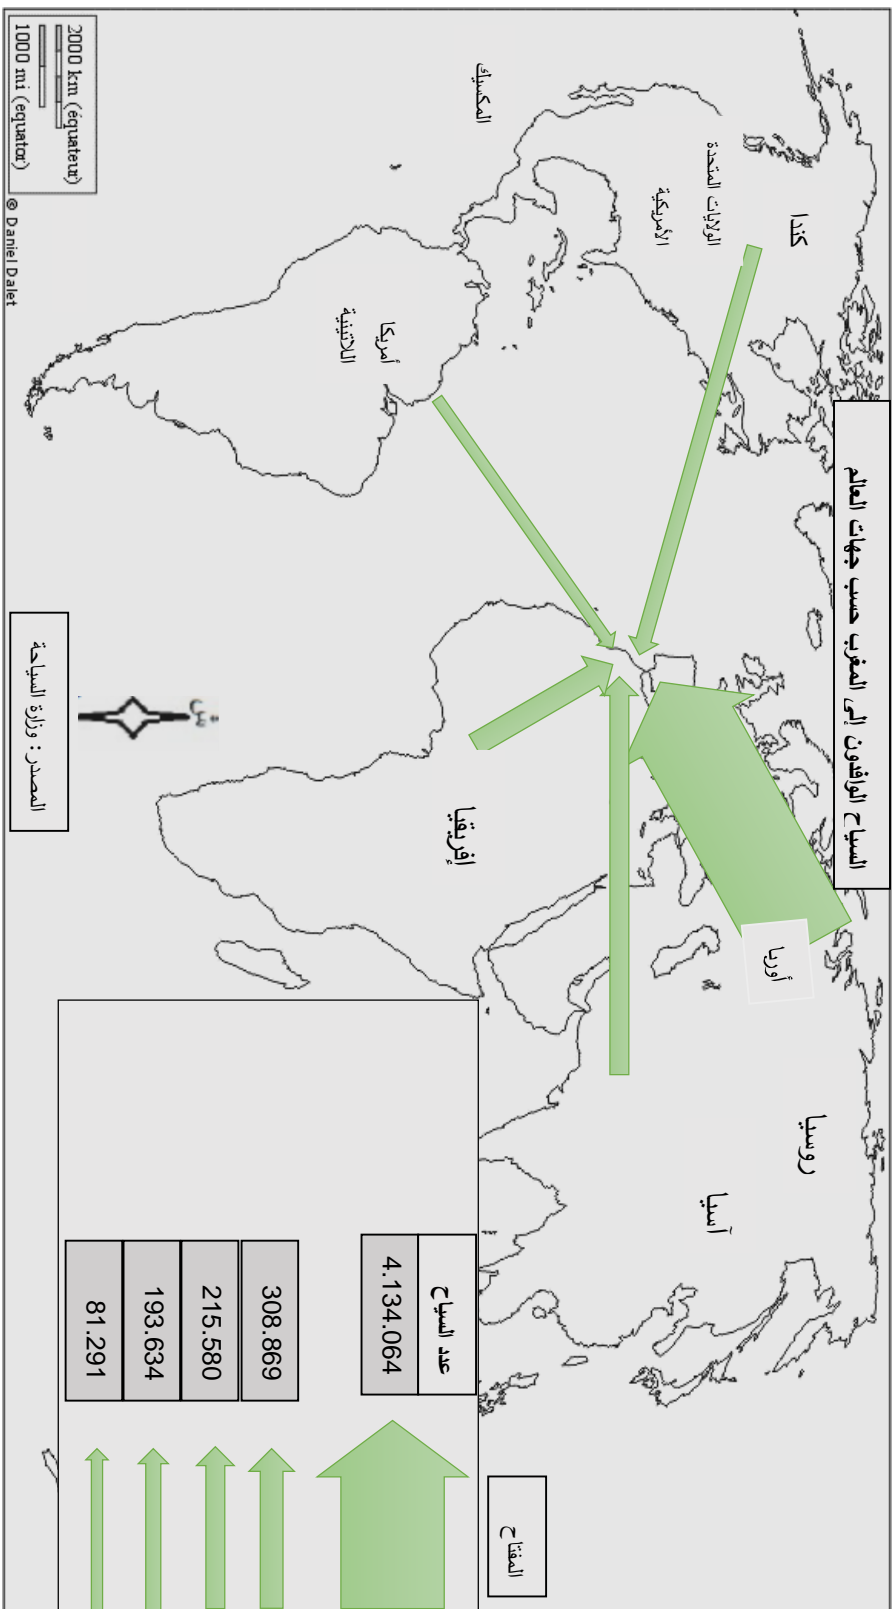 السياح الوافدون إلى المغرب حسب جهات العالم
كندا
الولايات المتحدة
الأمريكية
المكسيك
أمريكا
اللاتينية
أوربا
روسيا
آسيا
إفريقيا
المفتاح
عدد السياح
4.134.064
308.869
215.580
193.634
81.291
المصدر : وزارة السياحة
2000 km (équateur)
1000 mi (equator)
© Daniel Dalet